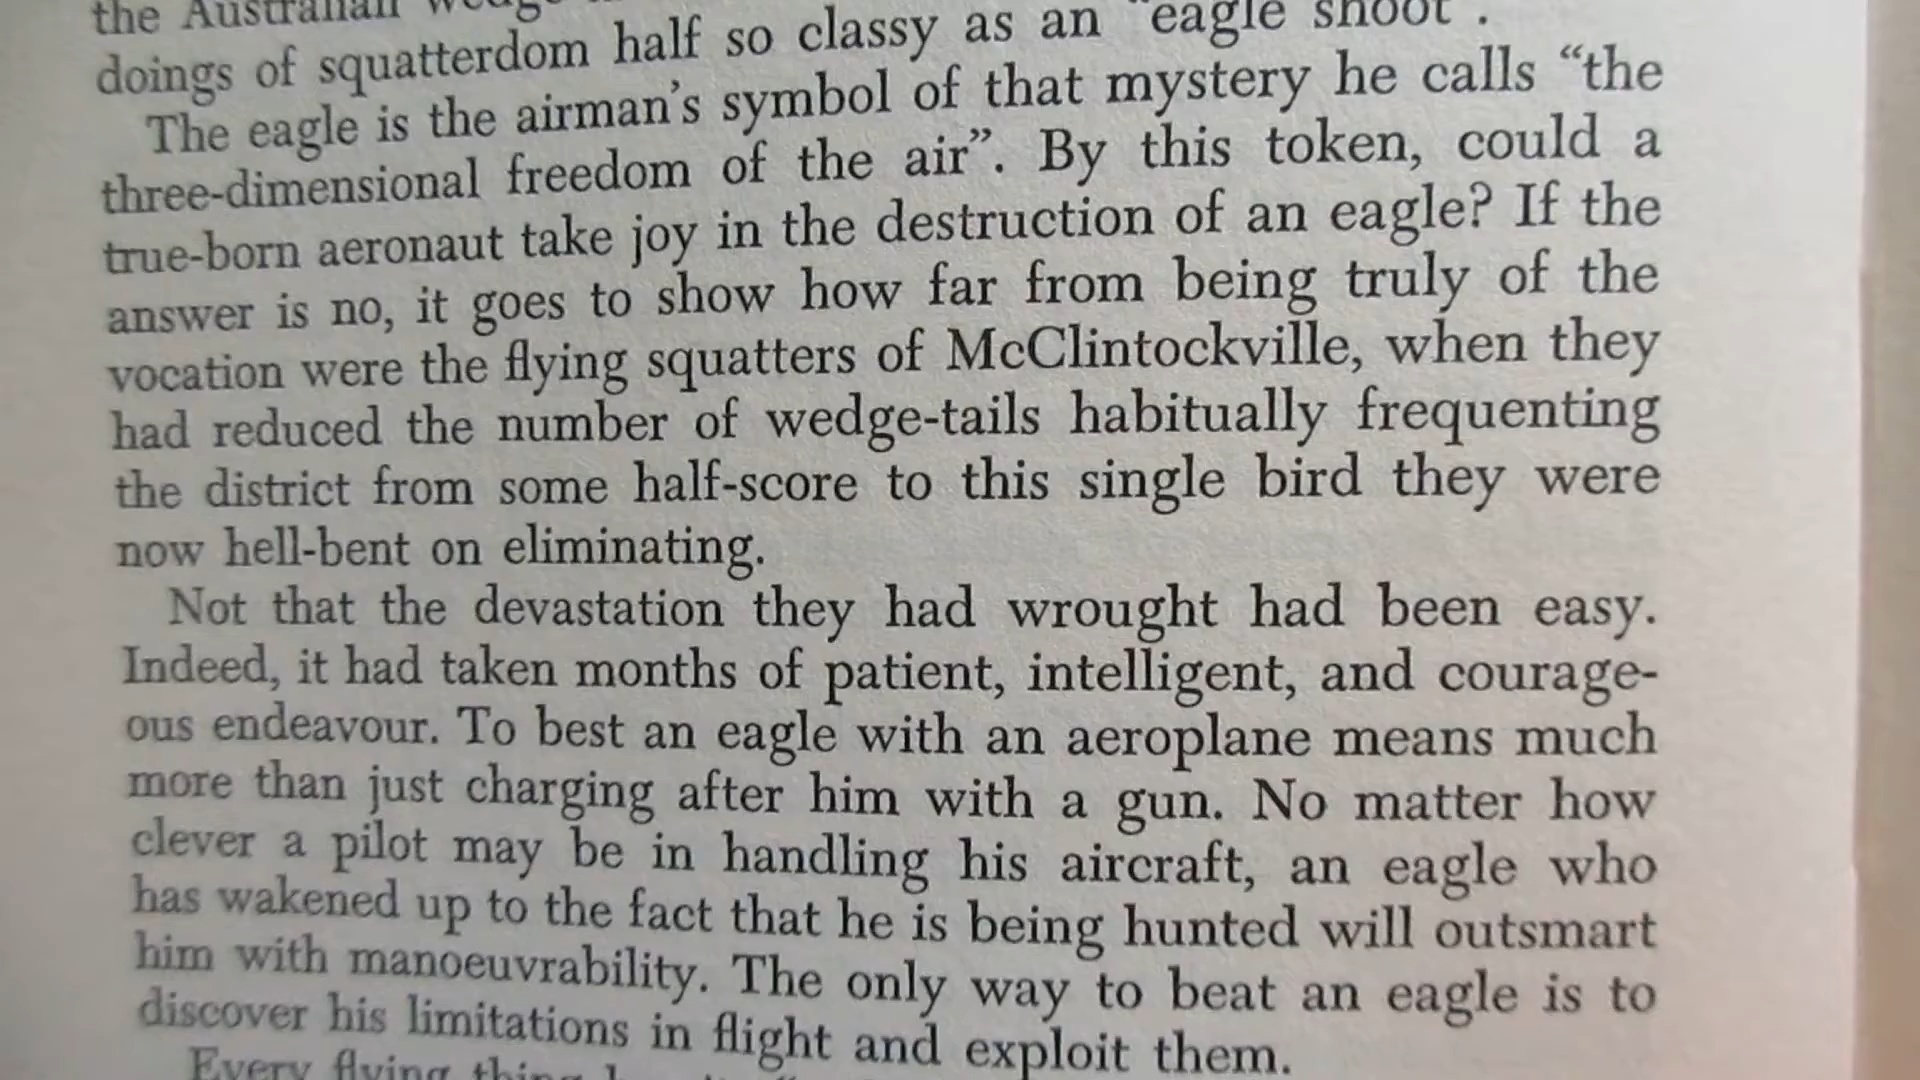 the Australian
doings of squatterdom half so classy as an "eagle shoot".
The eagle is the airman's symbol of that mystery he calls “the
three-dimensional freedom of the air”. By this token, could a
true-born aeronaut take joy in the destruction of an eagle? If the
answer is no, it goes to show how far from being truly of the
vocation were the flying squatters of McClintockville, when they
had reduced the number of wedge-tails habitually frequenting
the district from some half-score to this single bird they were
now hell-bent on eliminating.
Not that the devastation they had wrought had been easy.
Indeed, it had taken months of patient, intelligent, and courage-
ous endeavour. To best an eagle with an aeroplane means much
more than just charging after him with a gun. No matter how
clever a pilot may be in handling his aircraft, an eagle who
has wakened up to the fact that he is being hunted will outsmart
him with manoeuvrability. The only way to beat an eagle is to
discover his limitations in flight and exploit them.
Every flying thing